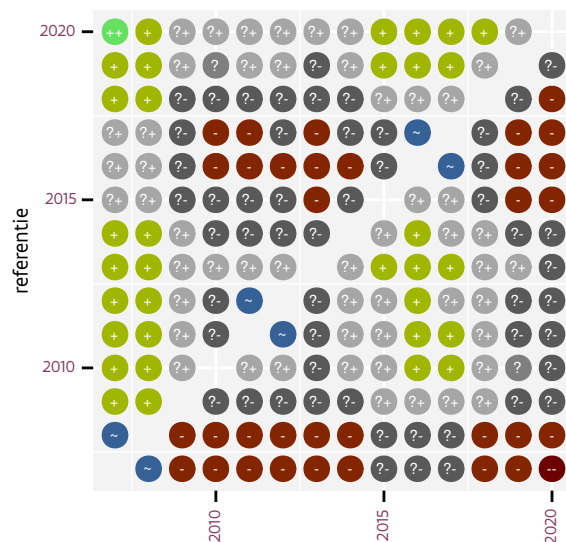 2020 ++ + ?+ ?+ ?+ ?+ ?+ ?+ + + + + ?+
+ + ?+ ? ?+ ?+ ?- ?+ + + + ?+ ?-
+ + ?- ?- ?- ?- ?- ?- ?+ ?+ ?+ ?- -
?+ ?+ ?- - - ?- - ?- ?- ~ ?- - -
?+ ?+ ?- - - - - - ?- ~ ?- - -
2015 ?+ ?+ ?- ?- ?- ?- - ?- ?+ ?+ ?- - -
+ + ?+ ?- ?- ?- ?- ?+ + ?+ ?+ ?- ?-
+ + ?+ ?+ ?+ ?+ ?+ + + + ?+ ?+ ?-
+ + ?+ ?- ~ ?- ?+ ?+ + ?+ ?+ ?- ?-
+ + ?+ ?- ~ ?- ?+ ?+ + + ?+ ?- ?-
2010 + + ?+ ?+ ?+ ?- ?+ ?+ + + ?+ ? ?-
+ + ?- ?- ?- ?- ?- ?+ ?+ ?+ ?+ ?- ?-
~ - - - - - - ?- ?- ?- - - -
~ - - - - - - ?- ?- ?- - - --
referentie
2010 2015 2020